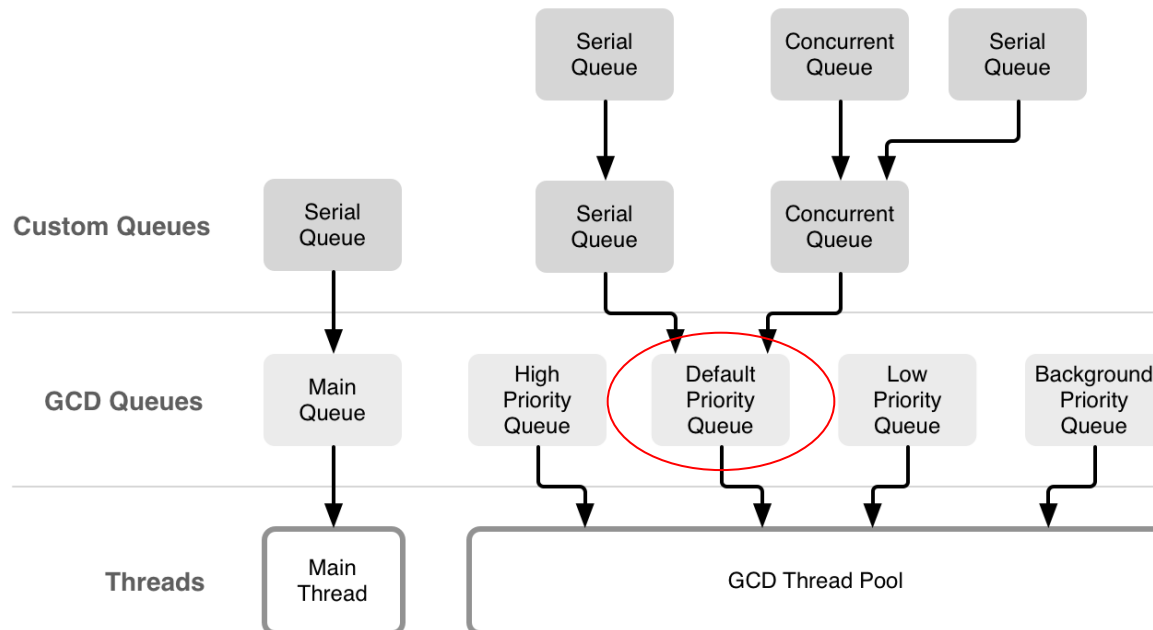 Serial
Queue
Concurrent
Queue
Serial
Queue
Custom Queues
Serial
Queue
Serial
Queue
Concurrent
Queue
GCD Queues
Main
Queue
High
Priority
Queue
Default
Priority
Queue
Low
Priority
Queue
Background
Priority
Queue
Threads
Main
Thread
GCD Thread Pool